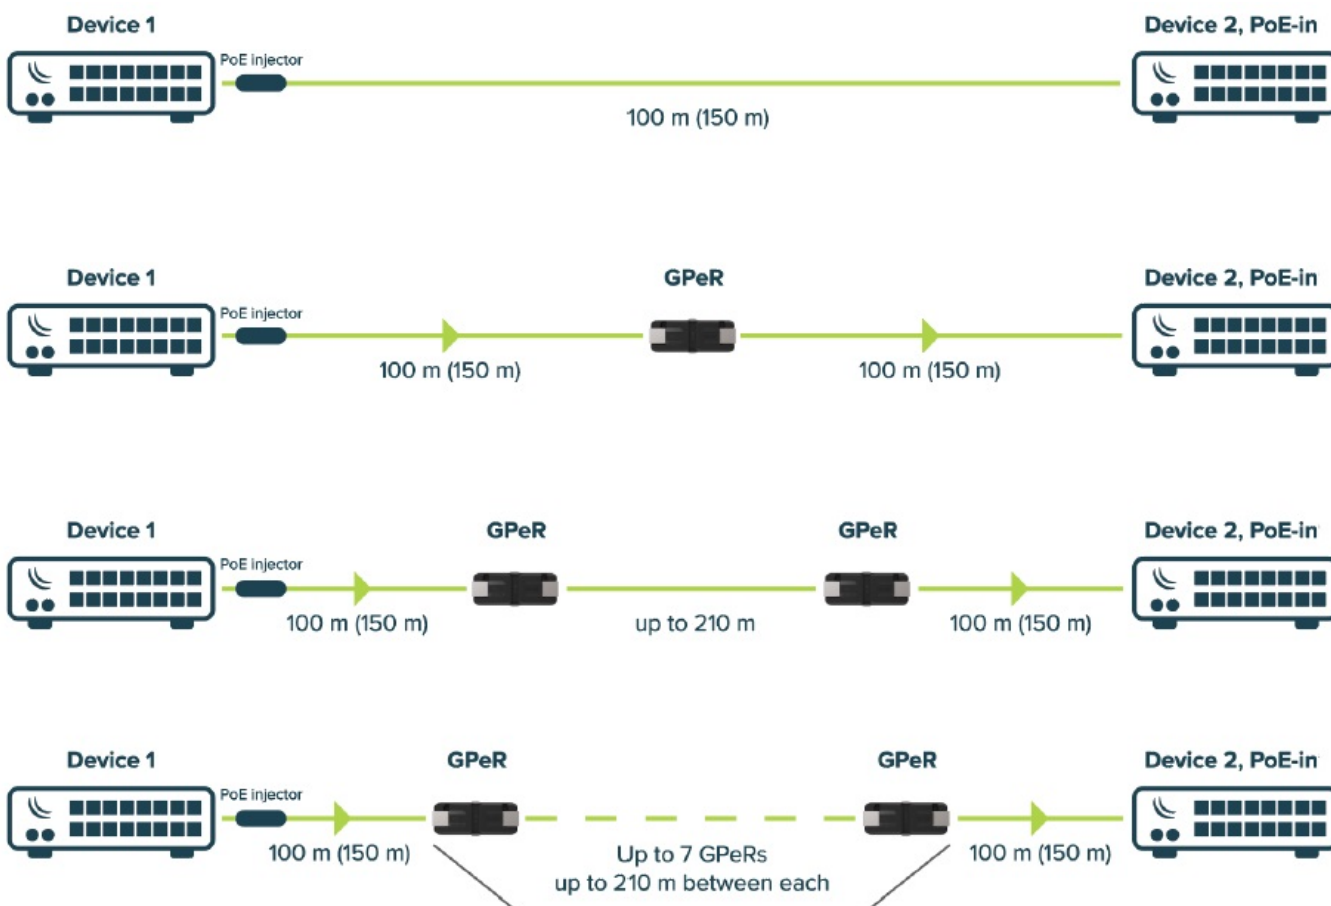 Device 1
Device 2, PoE-in
PoE injector
100 m (150 m)
Device 1
GPeR
Device 2, PoE-in
PoE injector
100 m (150 m)
100 m (150 m)
Device 1
GPeR
GPeR
Device 2, PoE-in
PoE injector
100 m (150 m)
up to 210 m
100 m (150 m)
Device 1
GPeR
GPeR
Device 2, PoE-in
PoE injector
100 m (150 m)
Up to 7 GPeRs
up to 210 m between each
100 m (150 m)